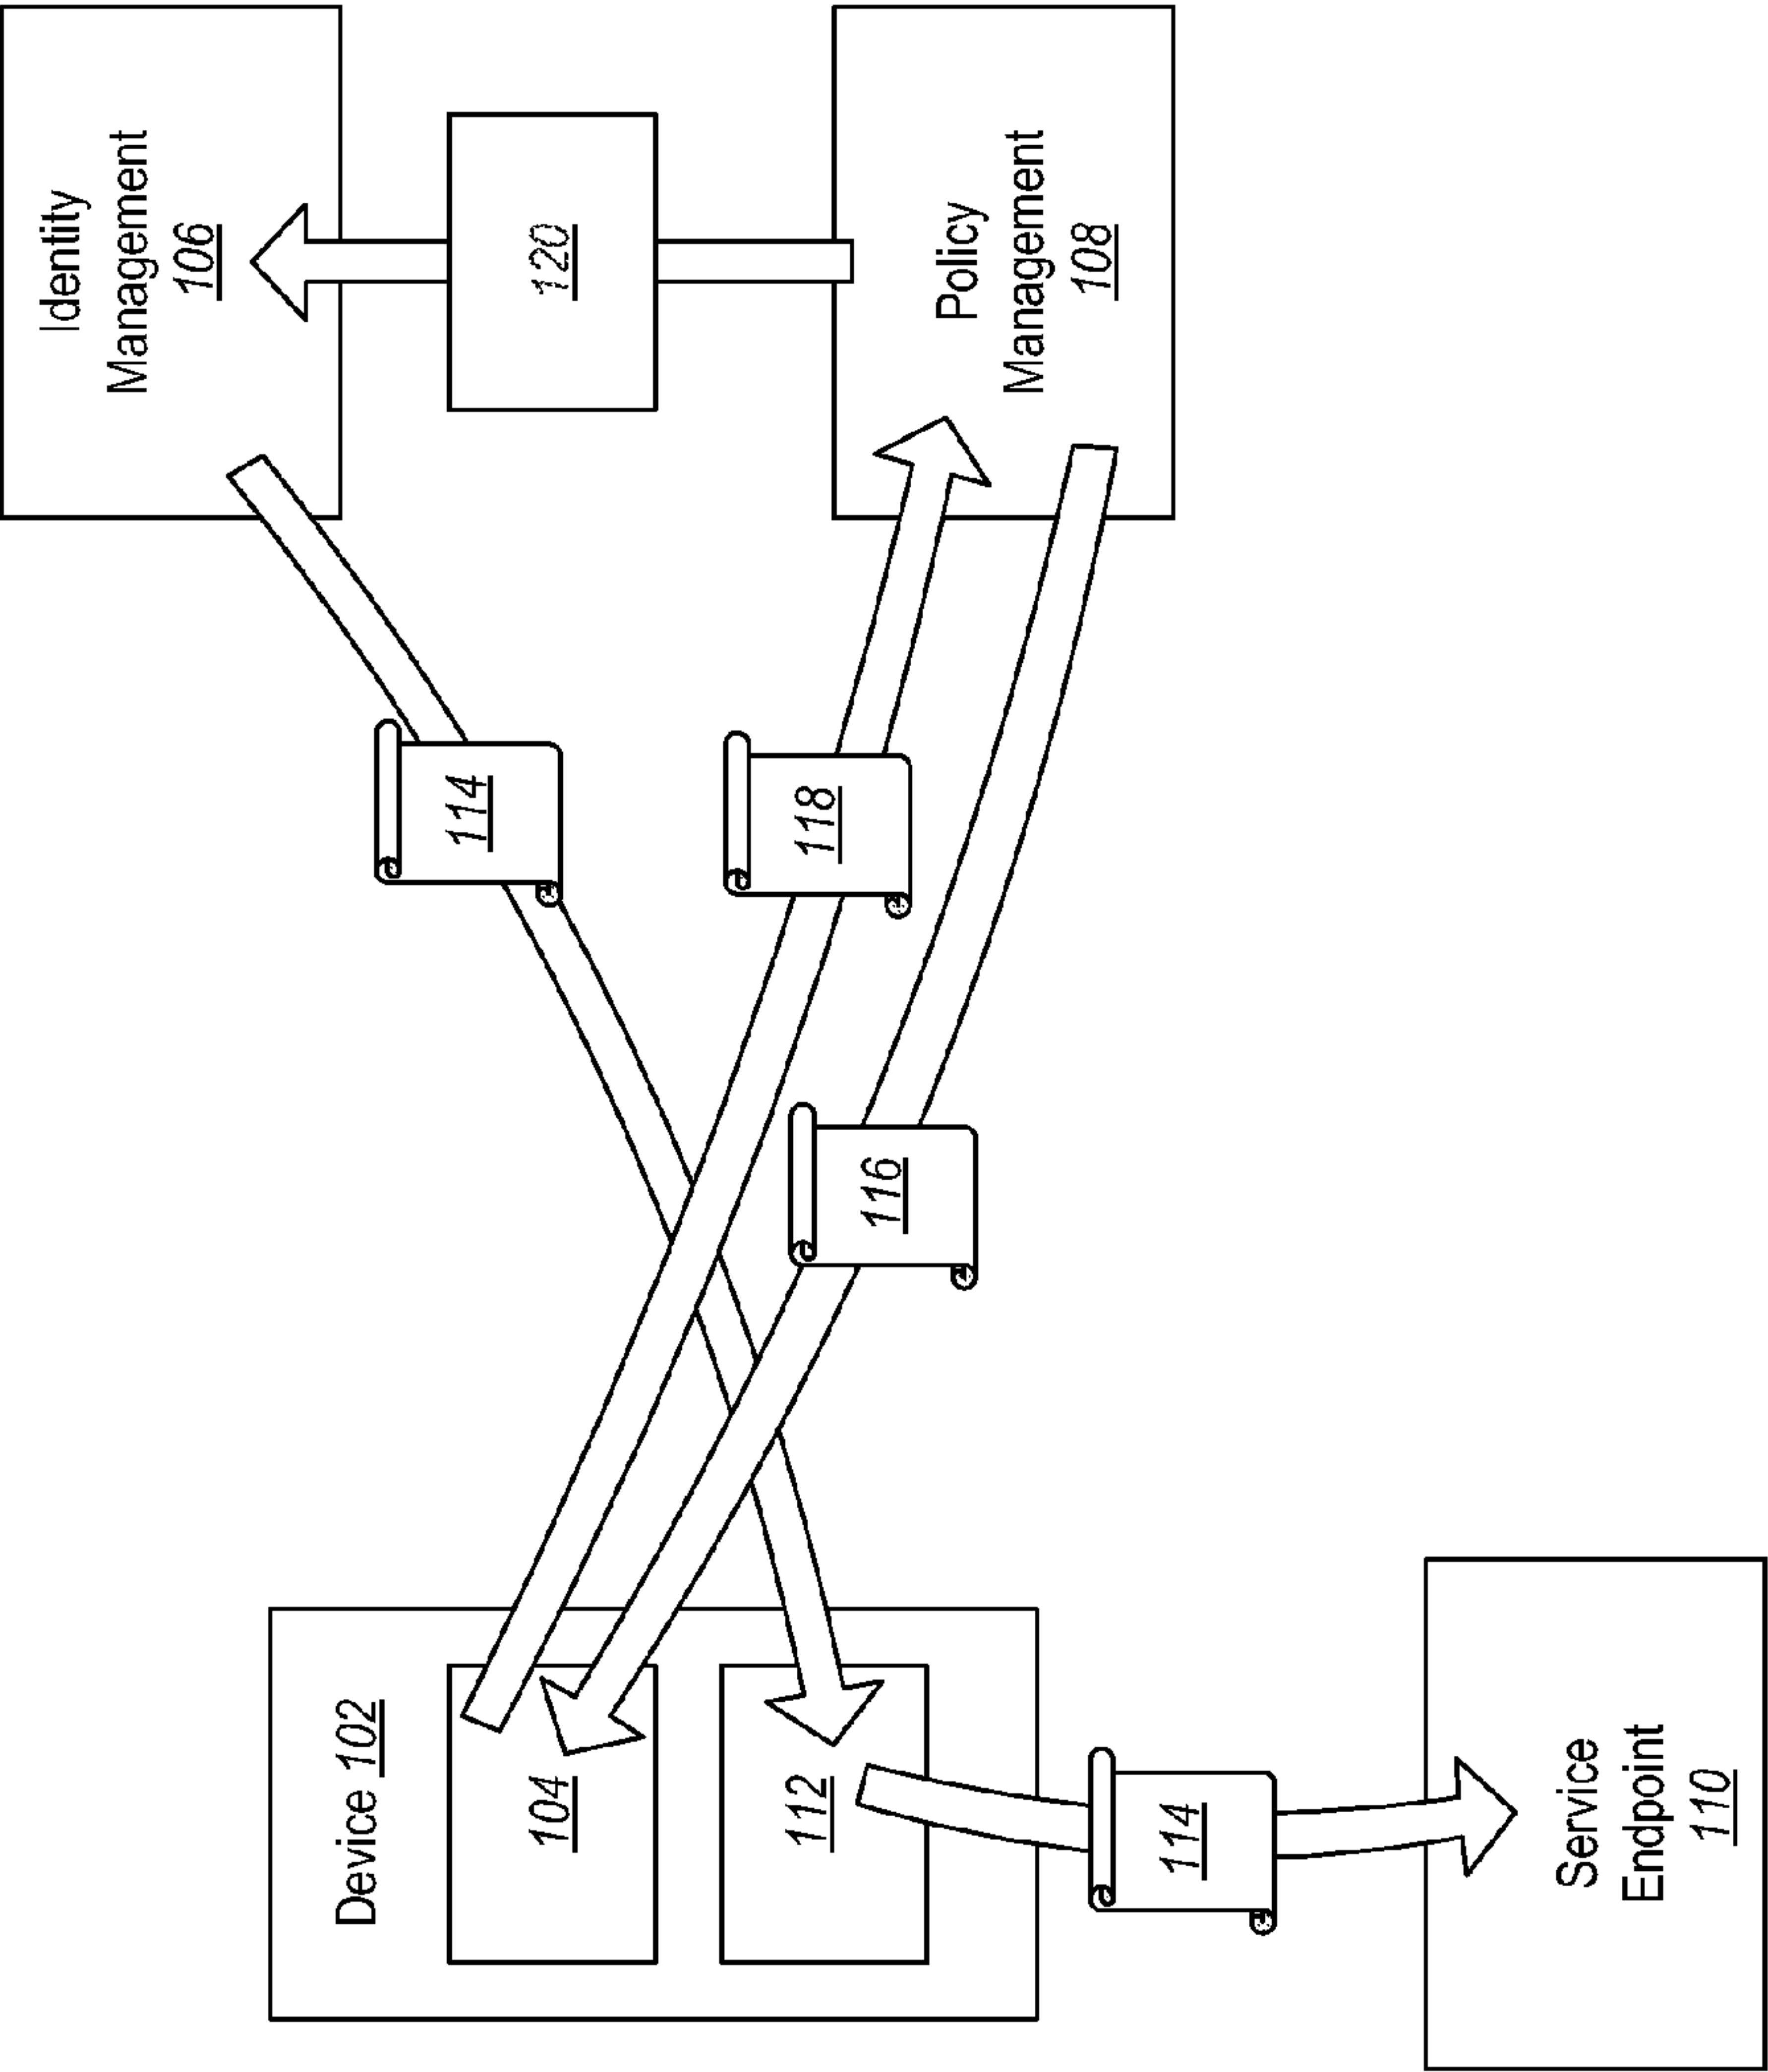 Device 102
104
112
Service
Endpoint
110
114
116
118
114
Identity
Management
106
120
Policy
Management
108